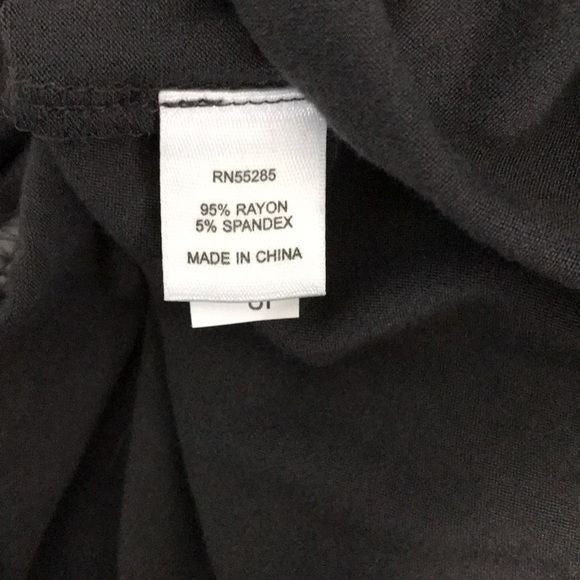 RN55285
95% RAYON
5% SPANDEX
MADE IN CHINA